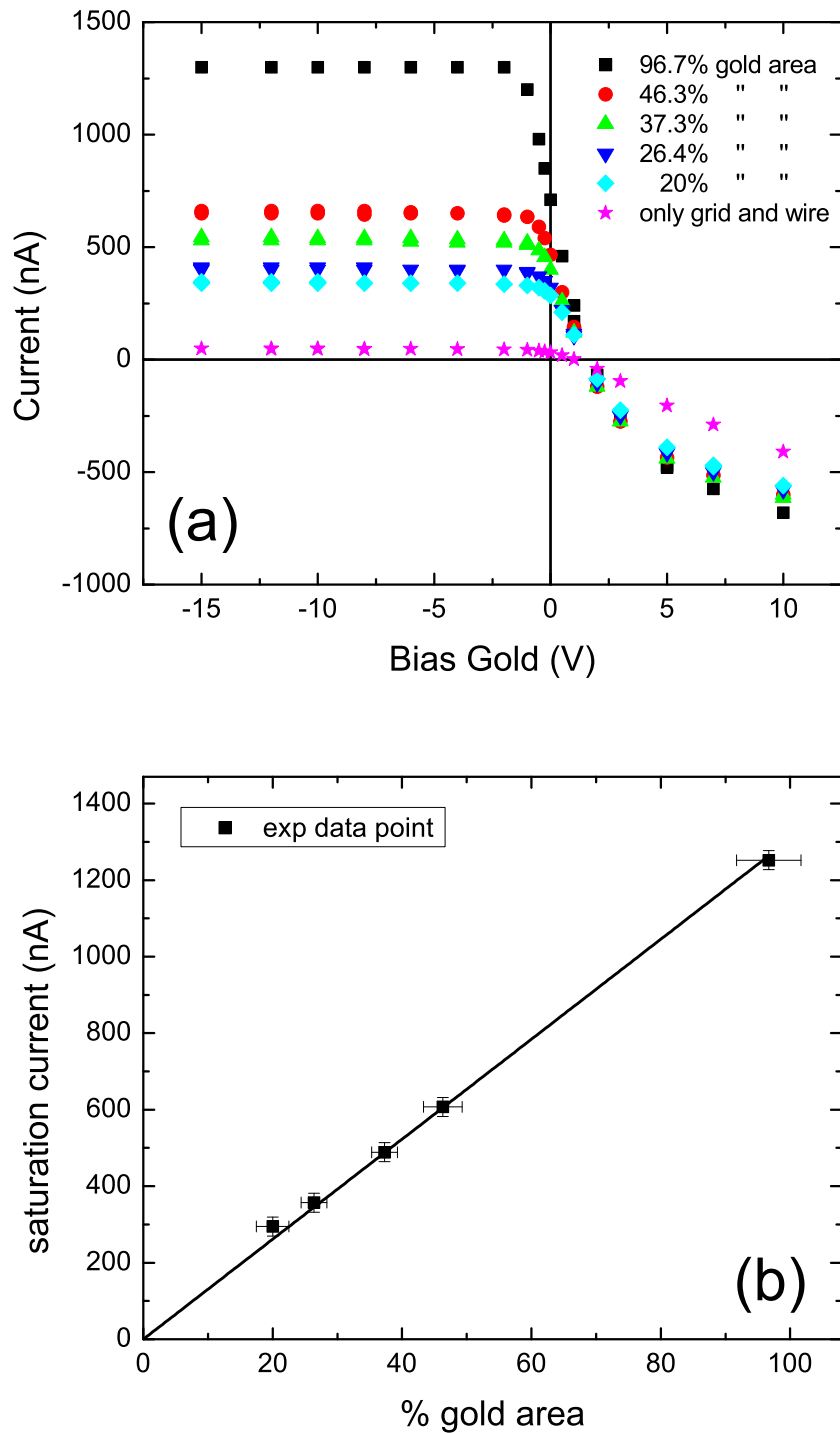 1500
1000
500
0
-500
-1000
Current (nA)
96.7% gold area
46.3% " "
37.3% " "
26.4% " "
20% " "
only grid and wire
(a)
-15 -10 -5 0 5 10
Bias Gold (V)
1400
1200
1000
800
600
400
200
0
saturation current (nA)
exp data point
(b)
0 20 40 60 80 100
% gold area